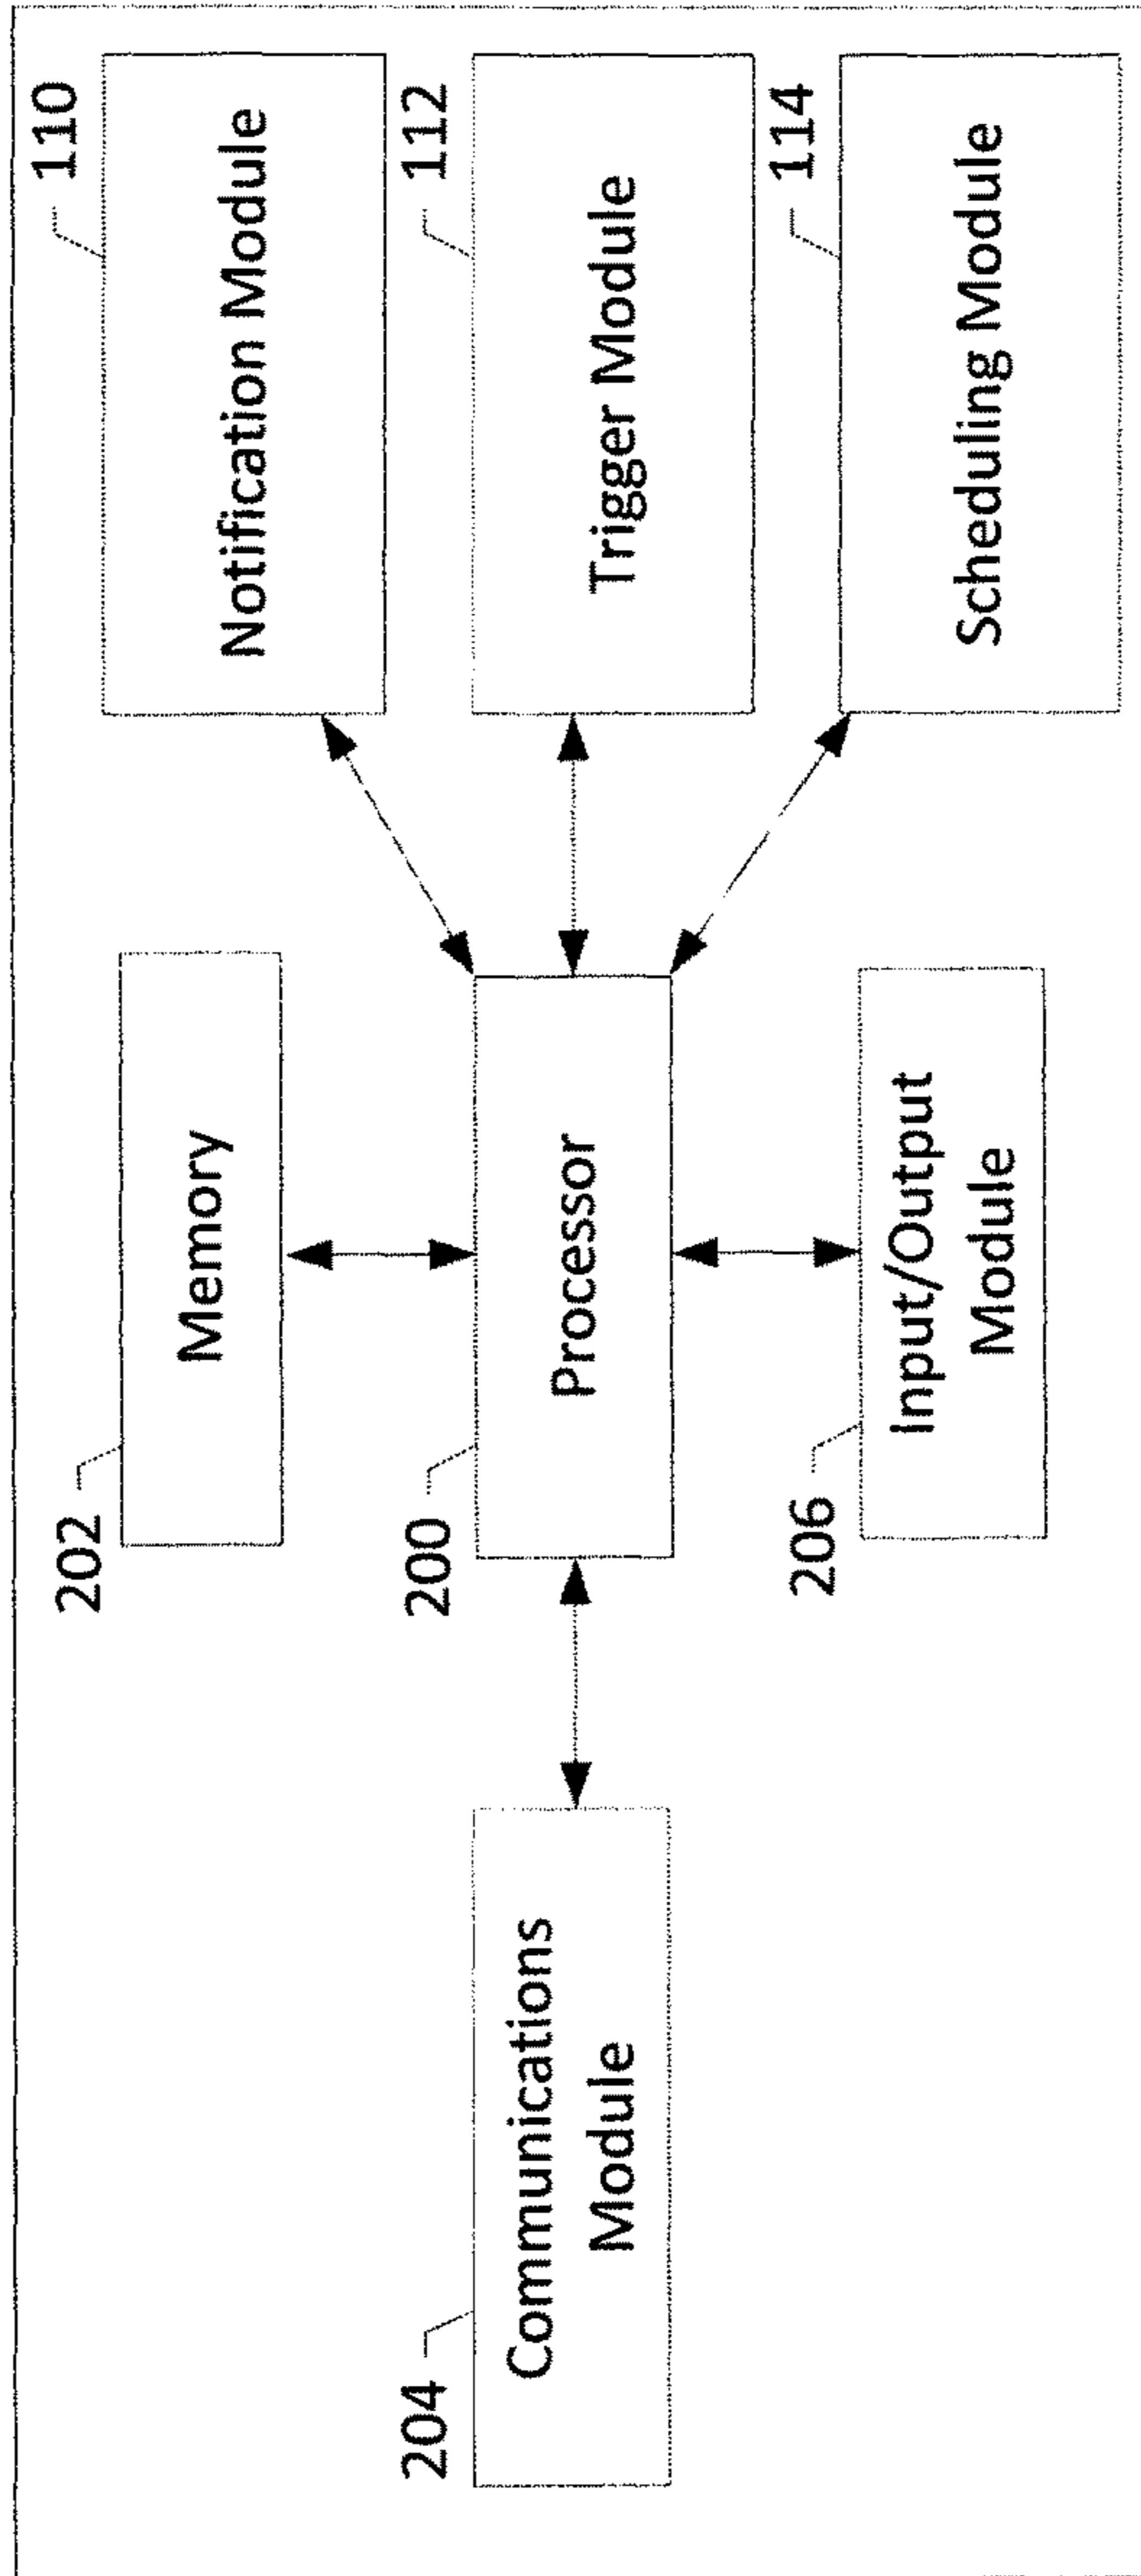 202
Memory
110
Notification Module
204
Communications
Module
200
Processor
112
Trigger Module
206
Input/Output
Module
114
Scheduling Module